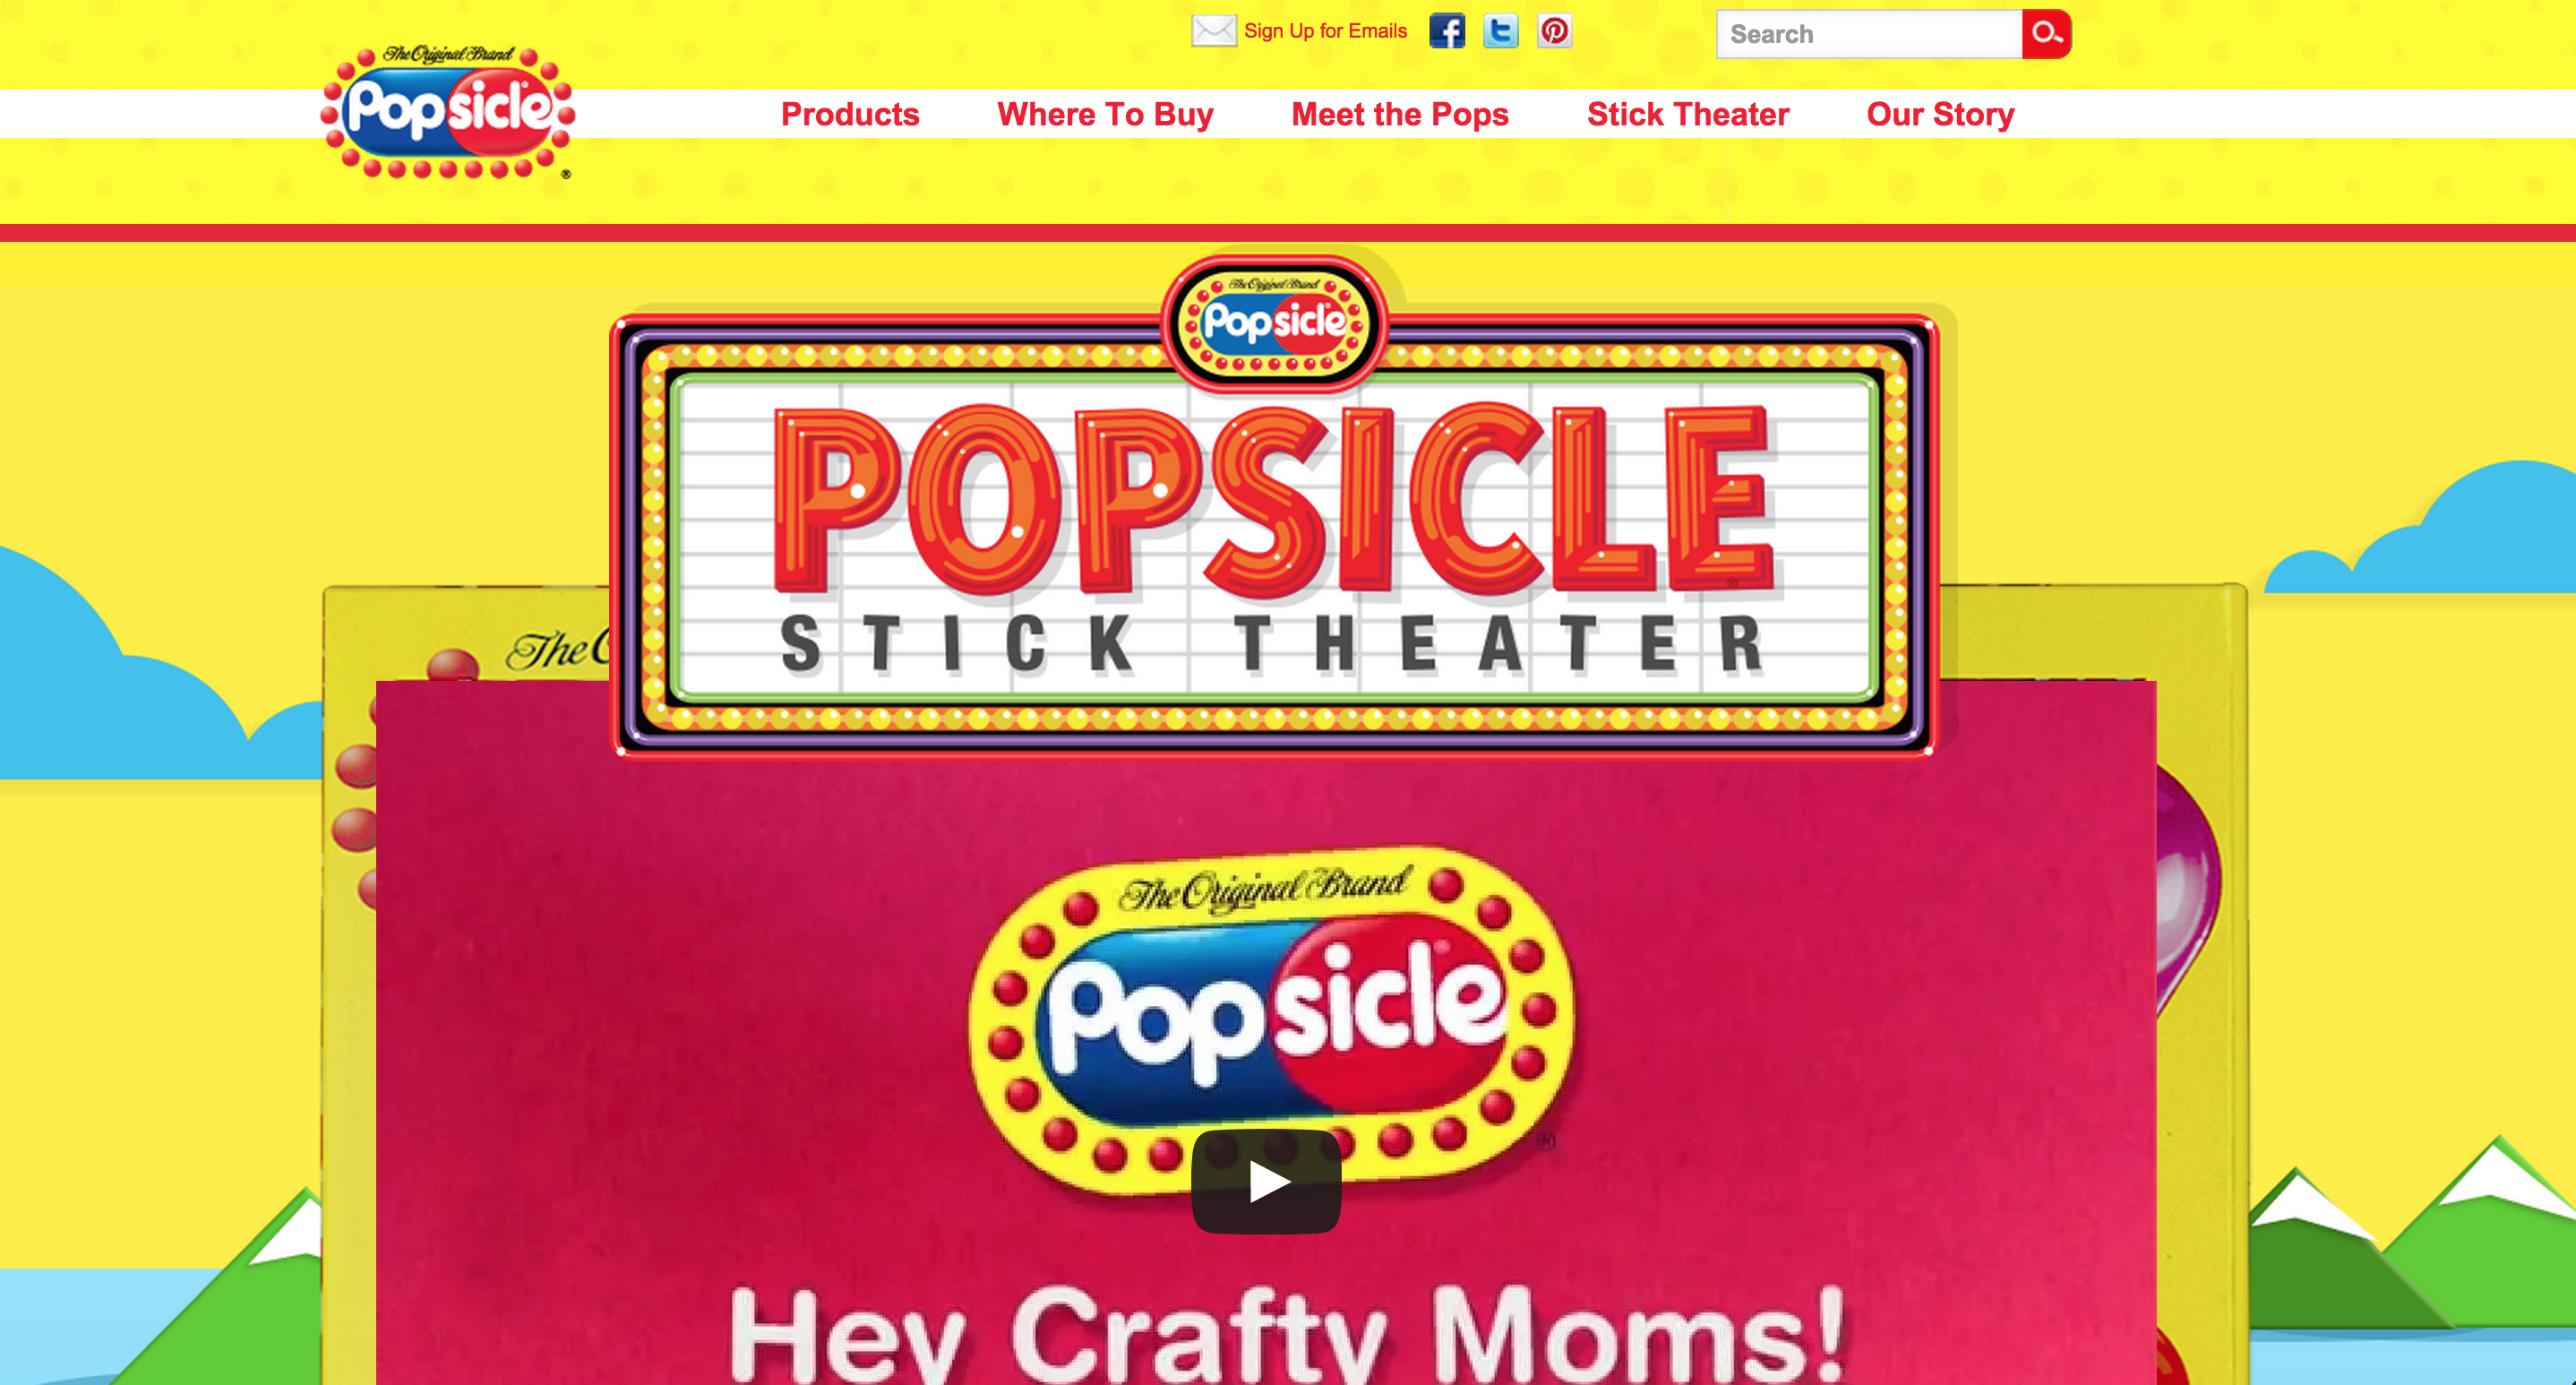 Sign Up for Emails
Search
The Original Brand
Popsicle
®
Products
Where To Buy
Meet the Pops
Stick Theater
Our Story
The Original Brand
Popsicle
POPSICLE
®
STICK THEATER
The
The Original Brand
Popsicle
®
Hey Crafty Moms!